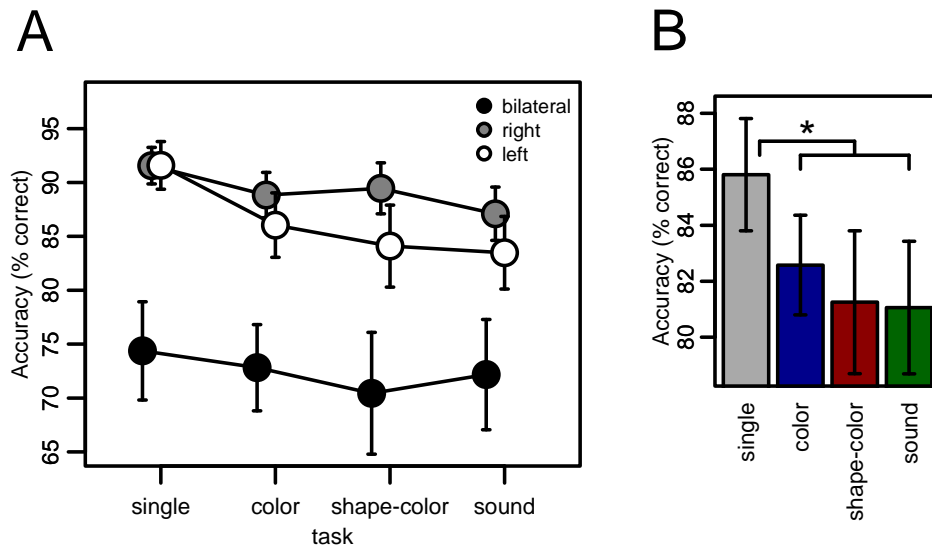 A
Accuracy (% correct)
95
90
85
80
75
70
65
bilateral
right
left
single color shape-color sound
task
B
Accuracy (% correct)
88
86
84
82
80
*
single
color
shape-color
sound